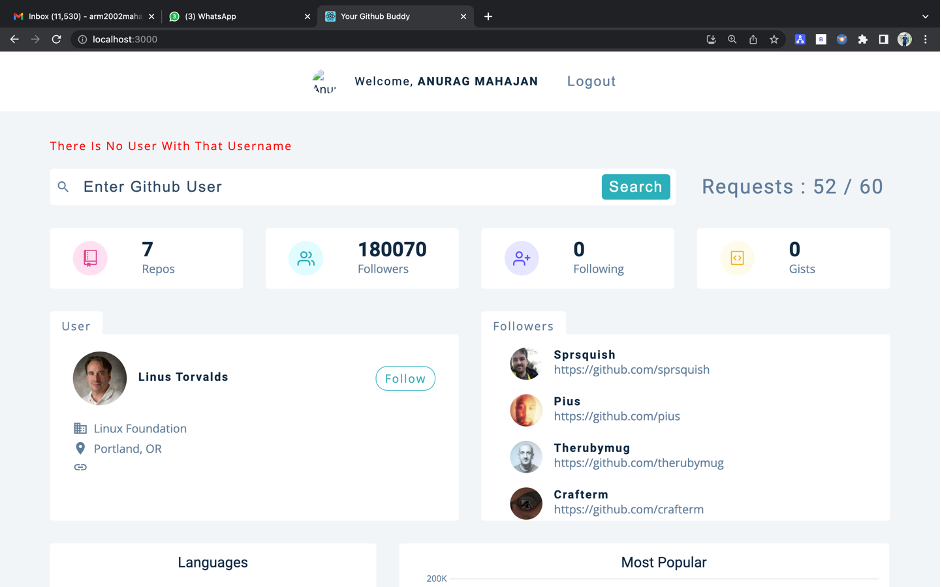 Inbox (11,530) - arm2002maha
(3) WhatsApp
Your Github Buddy
localhost:3000
Anur
Welcome, ANURAG MAHAJAN
Logout
There Is No User With That Username
Enter Github User
Search
Requests : 52 / 60
7
Repos
180070
Followers
0
Following
0
Gists
User
Linus Torvalds
Follow
Linux Foundation
Portland, OR
Followers
Sprsquish
https://github.com/sprsquish
Pius
https://github.com/pius
Therubymug
https://github.com/therubymug
Crafterm
https://github.com/crafterm
Languages
Most Popular
200K